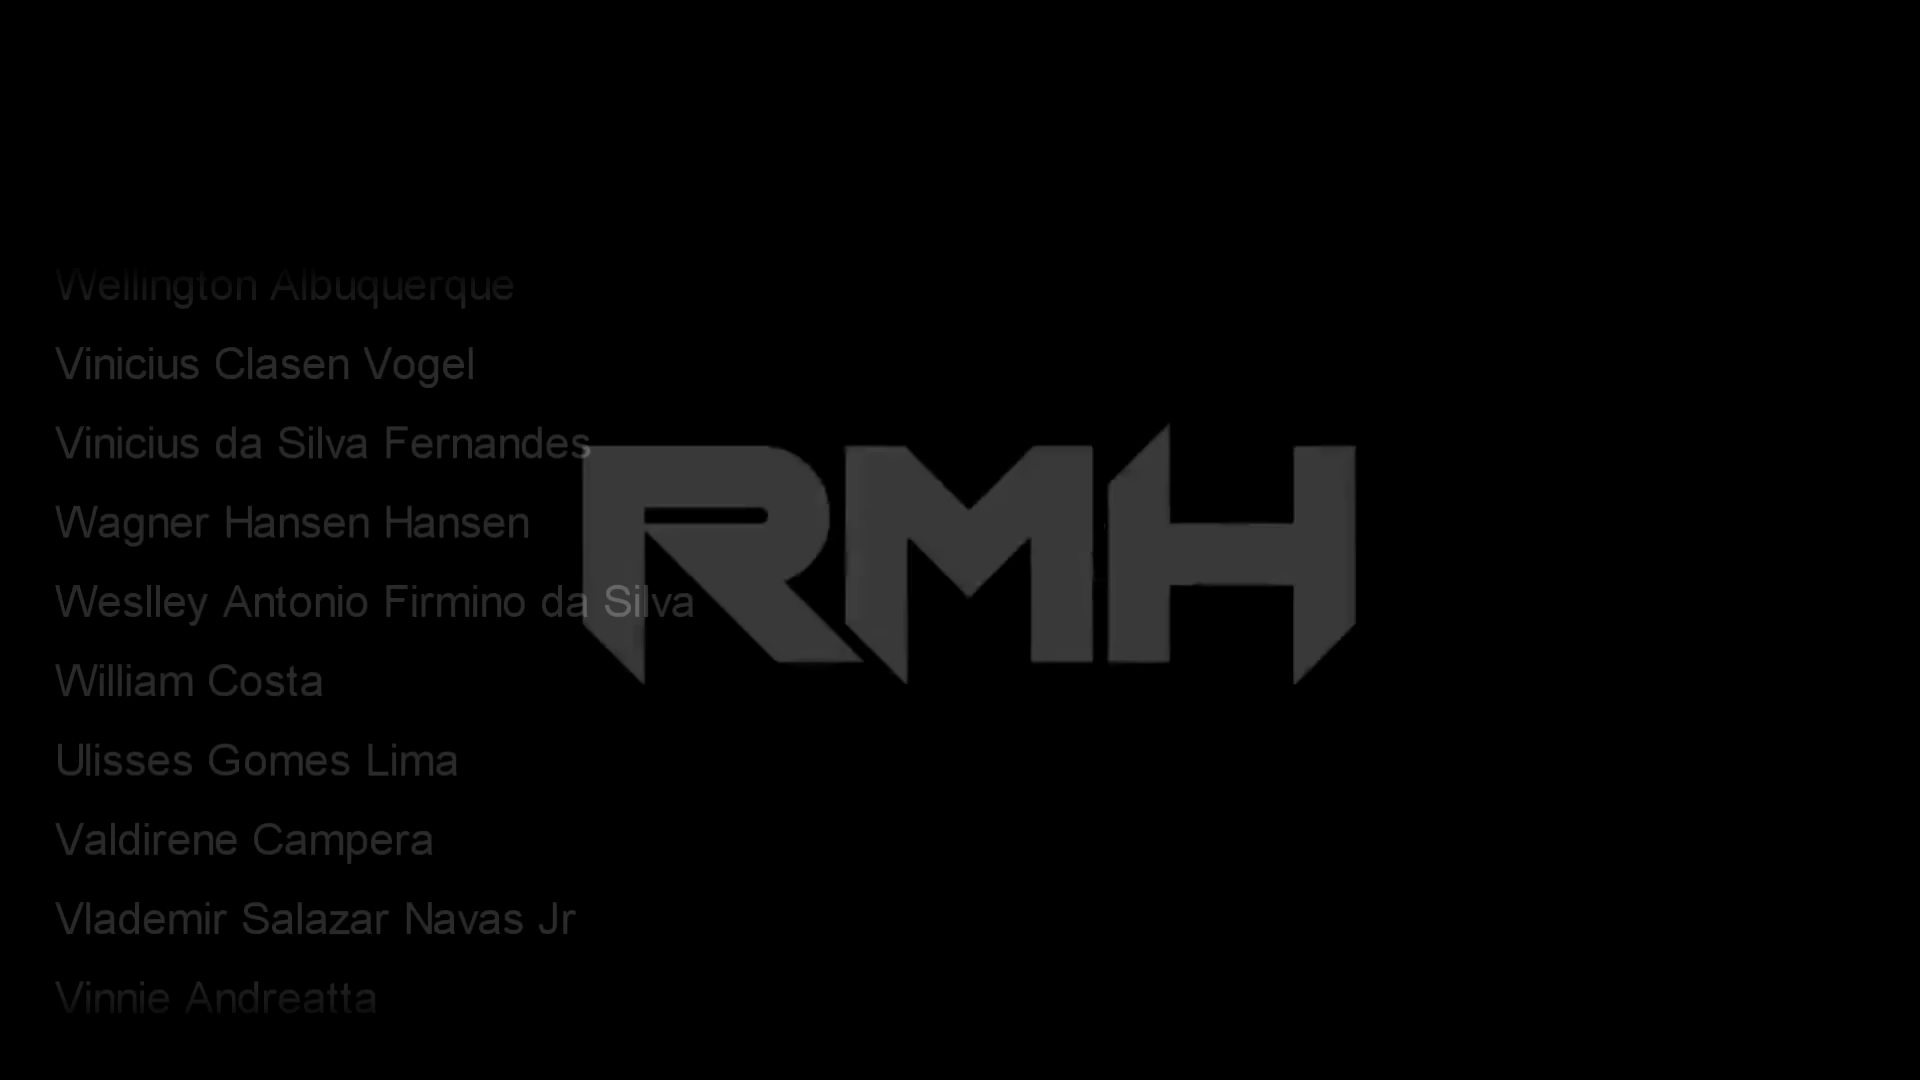 Wellington Albuquerque
Vinicius Clasen Vogel
Vinicius da Silva Fernandes
Wagner Hansen Hansen
Weslley Antonio Firmino da Silva
William Costa
Ulisses Gomes Lima
Valdirene Campera
Vlademir Salazar Navas Jr
Vinnie Andreatta
RMH